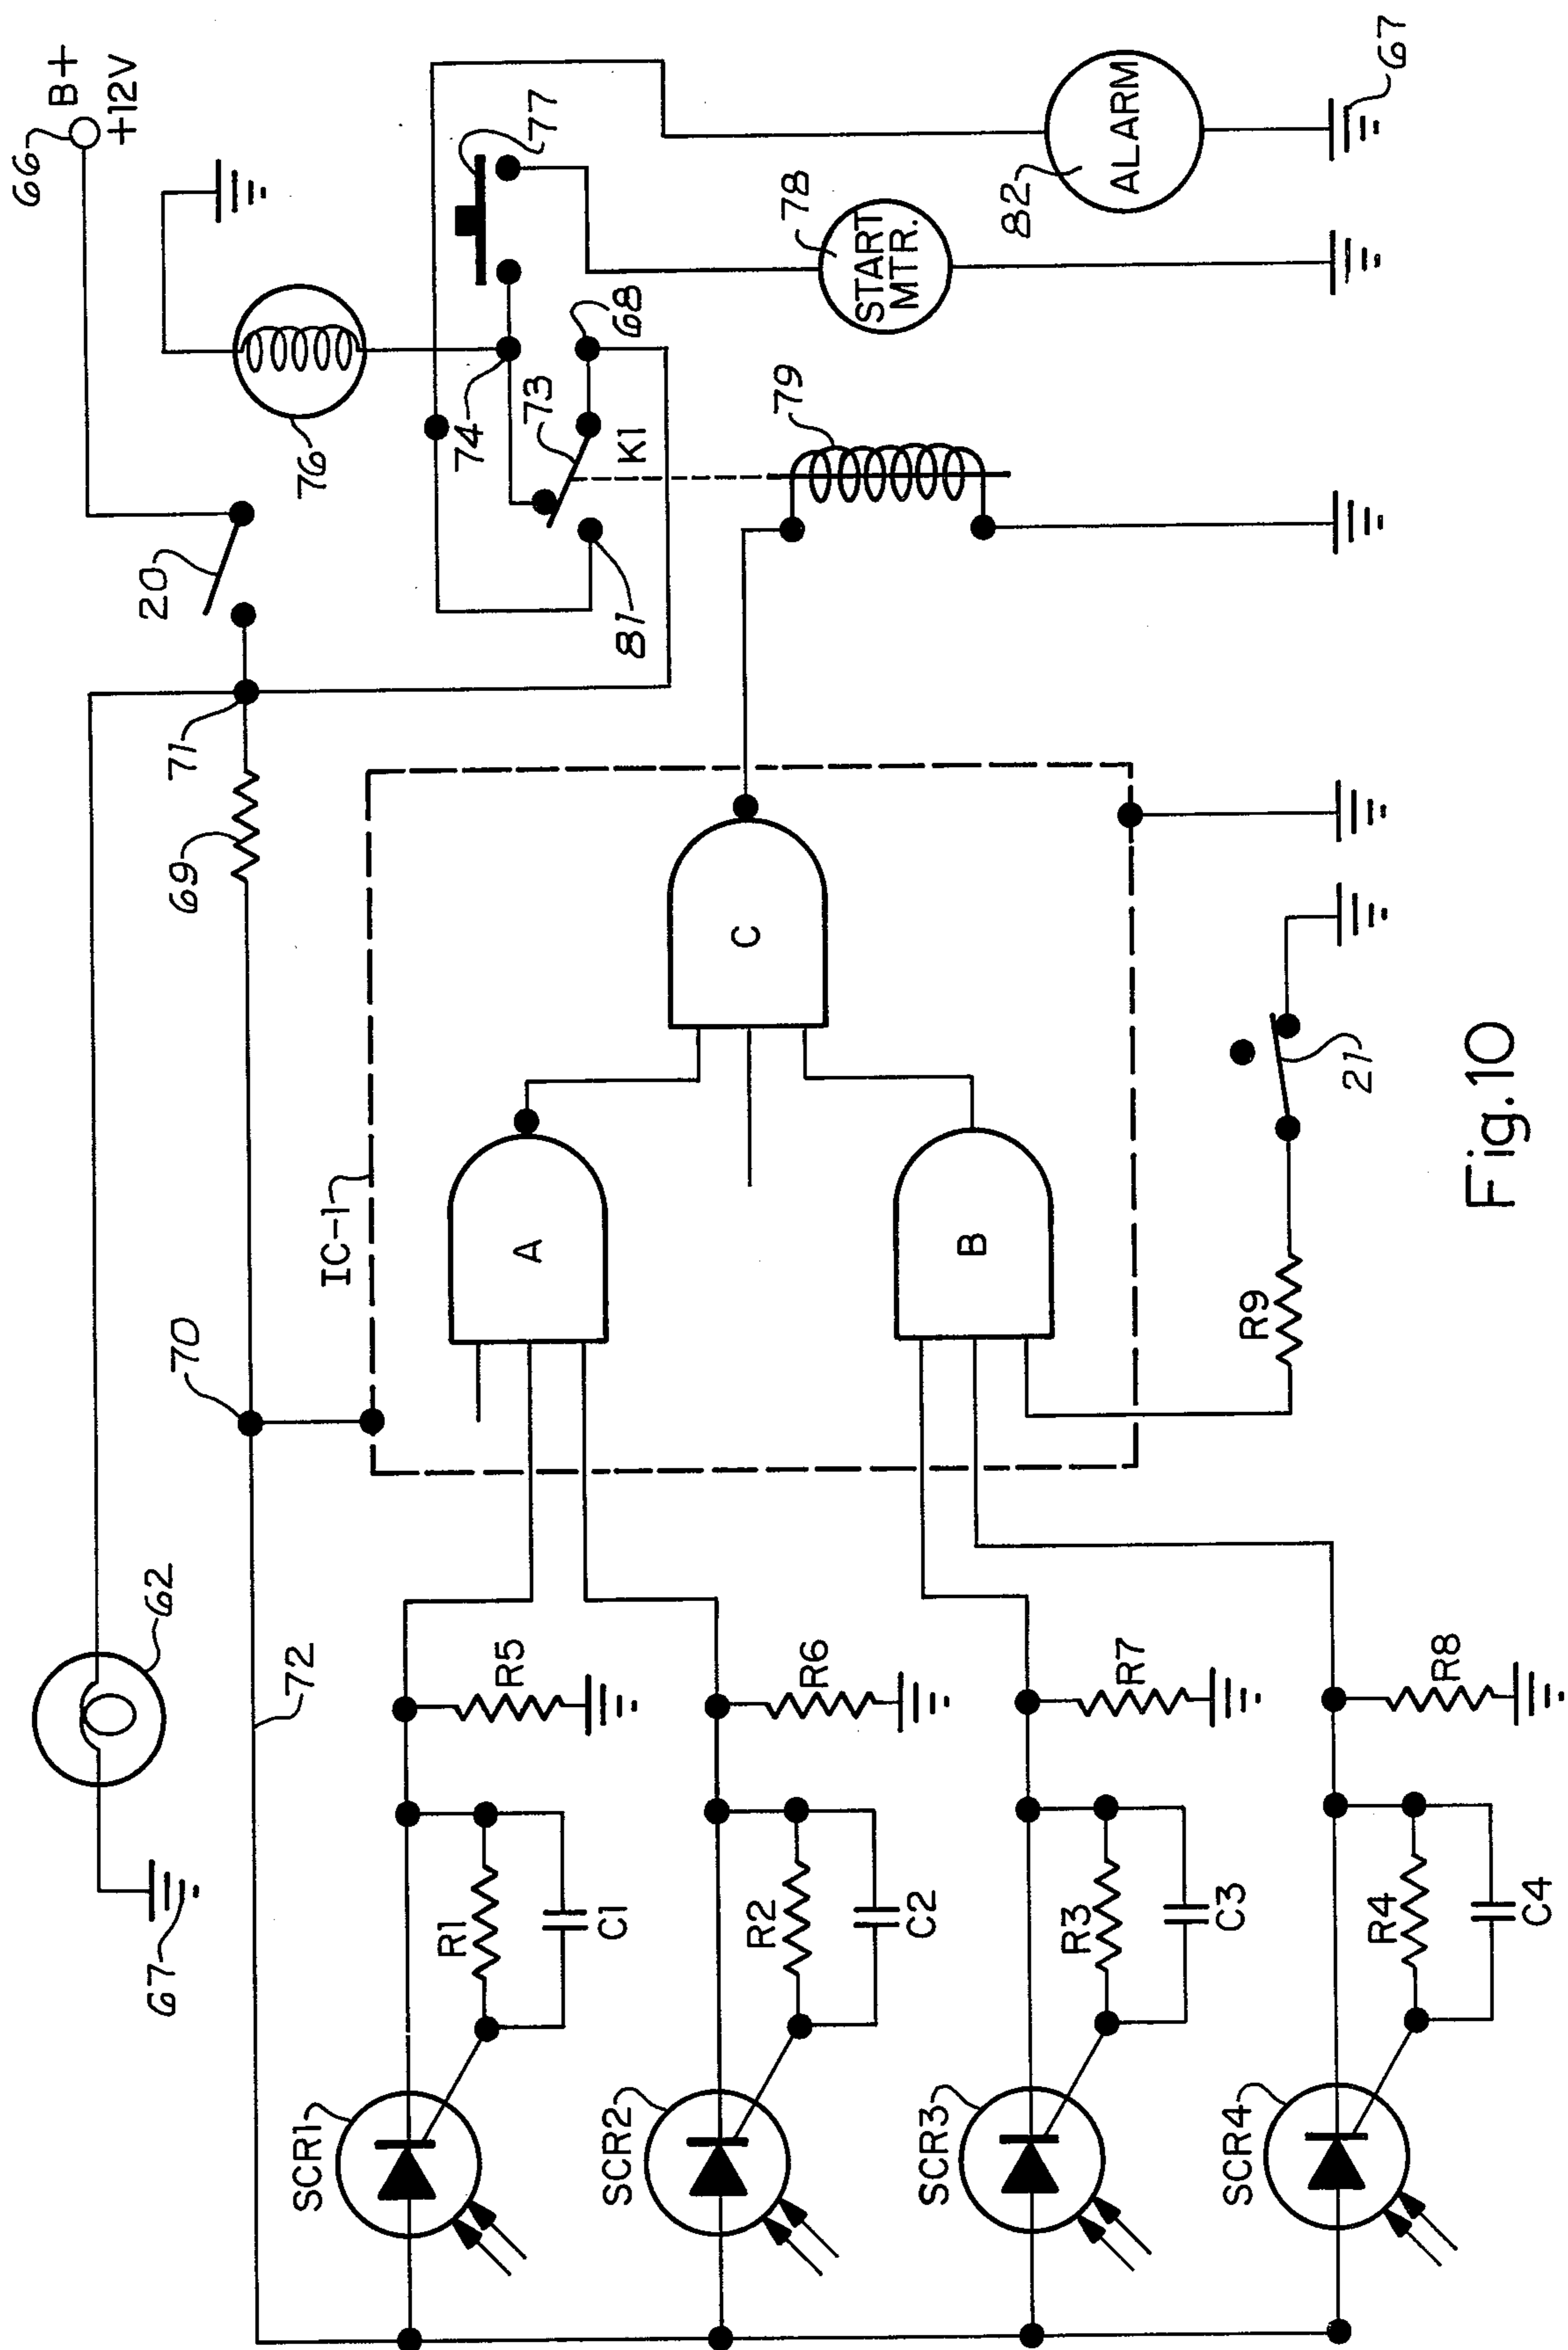 66
B+
+12V
62
67
72
70
69
71
20
76
74
73
77
68
K1
81
79
78
START
MTR.
82
ALARM
67
IC-1
A
B
C
SCR1
R1
C1
R5
SCR2
R2
C2
R6
SCR3
R3
C3
R7
SCR4
R4
C4
R8
R9
21
Fig.10